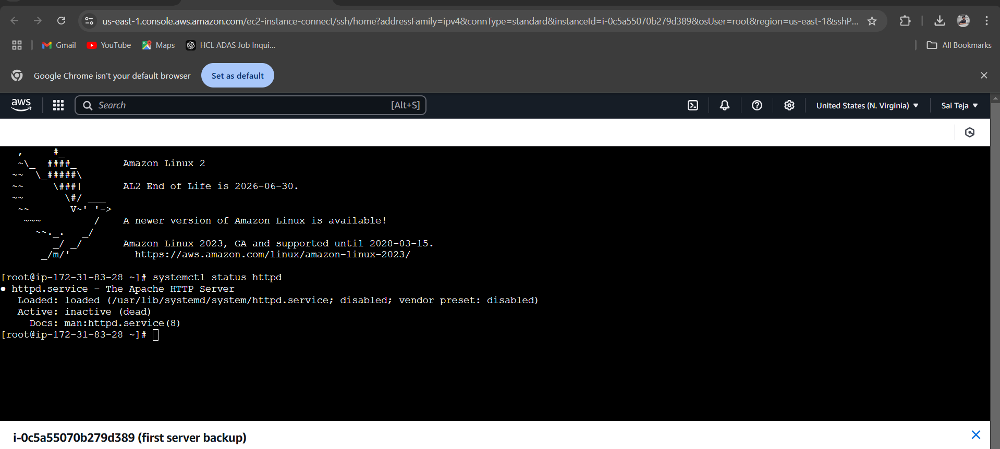 us-east-1.console.aws.amazon.com/ec2-instance-connect/ssh/home?addressFamily=ipv4&connType=standard&instanceId=i-0c5a55070b279d389&osUser=root&region=us-east-1&sshP...
Gmail YouTube Maps HCL ADAS Job Inqui... All Bookmarks
Google Chrome isn't your default browser Set as default
aws Search [Alt+S] United States (N. Virginia) ▼ Sai Teja ▼
   ,     #_
   ~\_  ####_        Amazon Linux 2
  ~~  \_#####\
  ~~     \###|       AL2 End of Life is 2026-06-30.
  ~~       \#/ ___
   ~~       V~' '->
    ~~~         /    A newer version of Amazon Linux is available!
      ~~._.   _/
         _/ _/       Amazon Linux 2023, GA and supported until 2028-03-15.
       _/m/'           https://aws.amazon.com/linux/amazon-linux-2023/
[root@ip-172-31-83-28 ~]# systemctl status httpd
● httpd.service - The Apache HTTP Server
   Loaded: loaded (/usr/lib/systemd/system/httpd.service; disabled; vendor preset: disabled)
   Active: inactive (dead)
     Docs: man:httpd.service(8)
[root@ip-172-31-83-28 ~]#
i-0c5a55070b279d389 (first server backup)